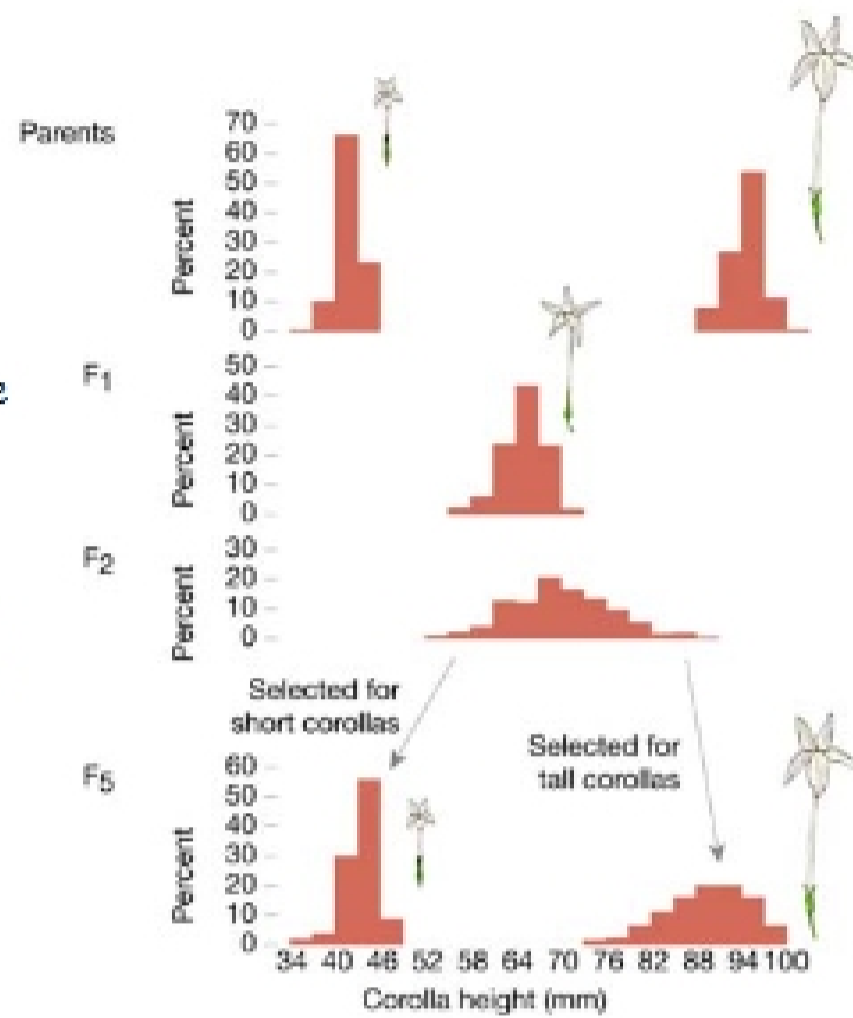 Parents
Percent
70
60
50
40
30
20
10
0
F1
Percent
50
40
30
20
10
0
F2
Percent
30
20
10
0
Selected for
short corollas
Selected for
tall corollas
F5
Percent
60
50
40
30
20
10
0
34 40 46 52 58 64 70 76 82 88 94 100
Corolla height (mm)